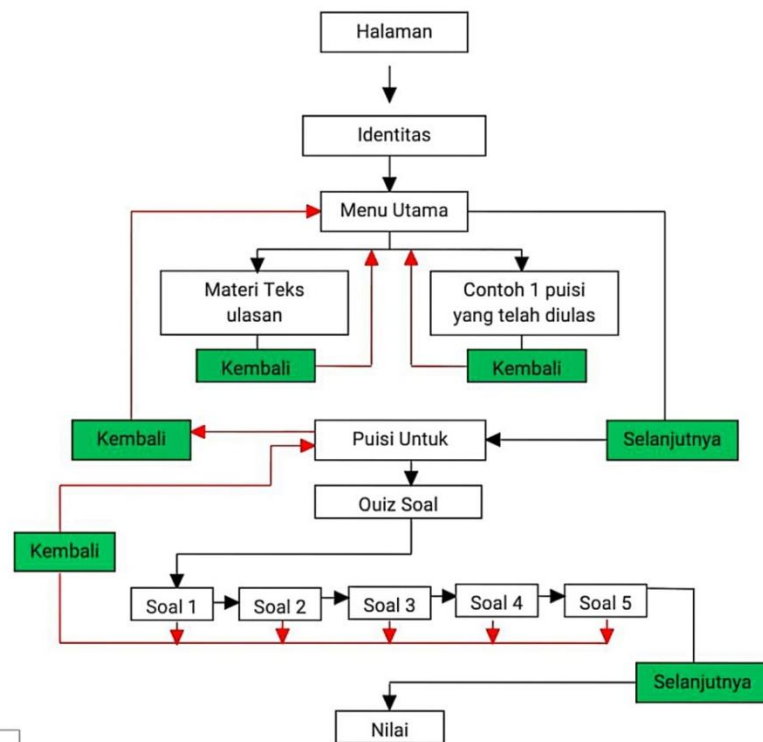 Halaman
Identitas
Menu Utama
Materi Teks
ulasan
Contoh 1 puisi
yang telah diulas
Kembali
Kembali
Kembali
Puisi Untuk
Selanjutnya
Ouiz Soal
Kembali
Soal 1
Soal 2
Soal 3
Soal 4
Soal 5
Selanjutnya
Nilai